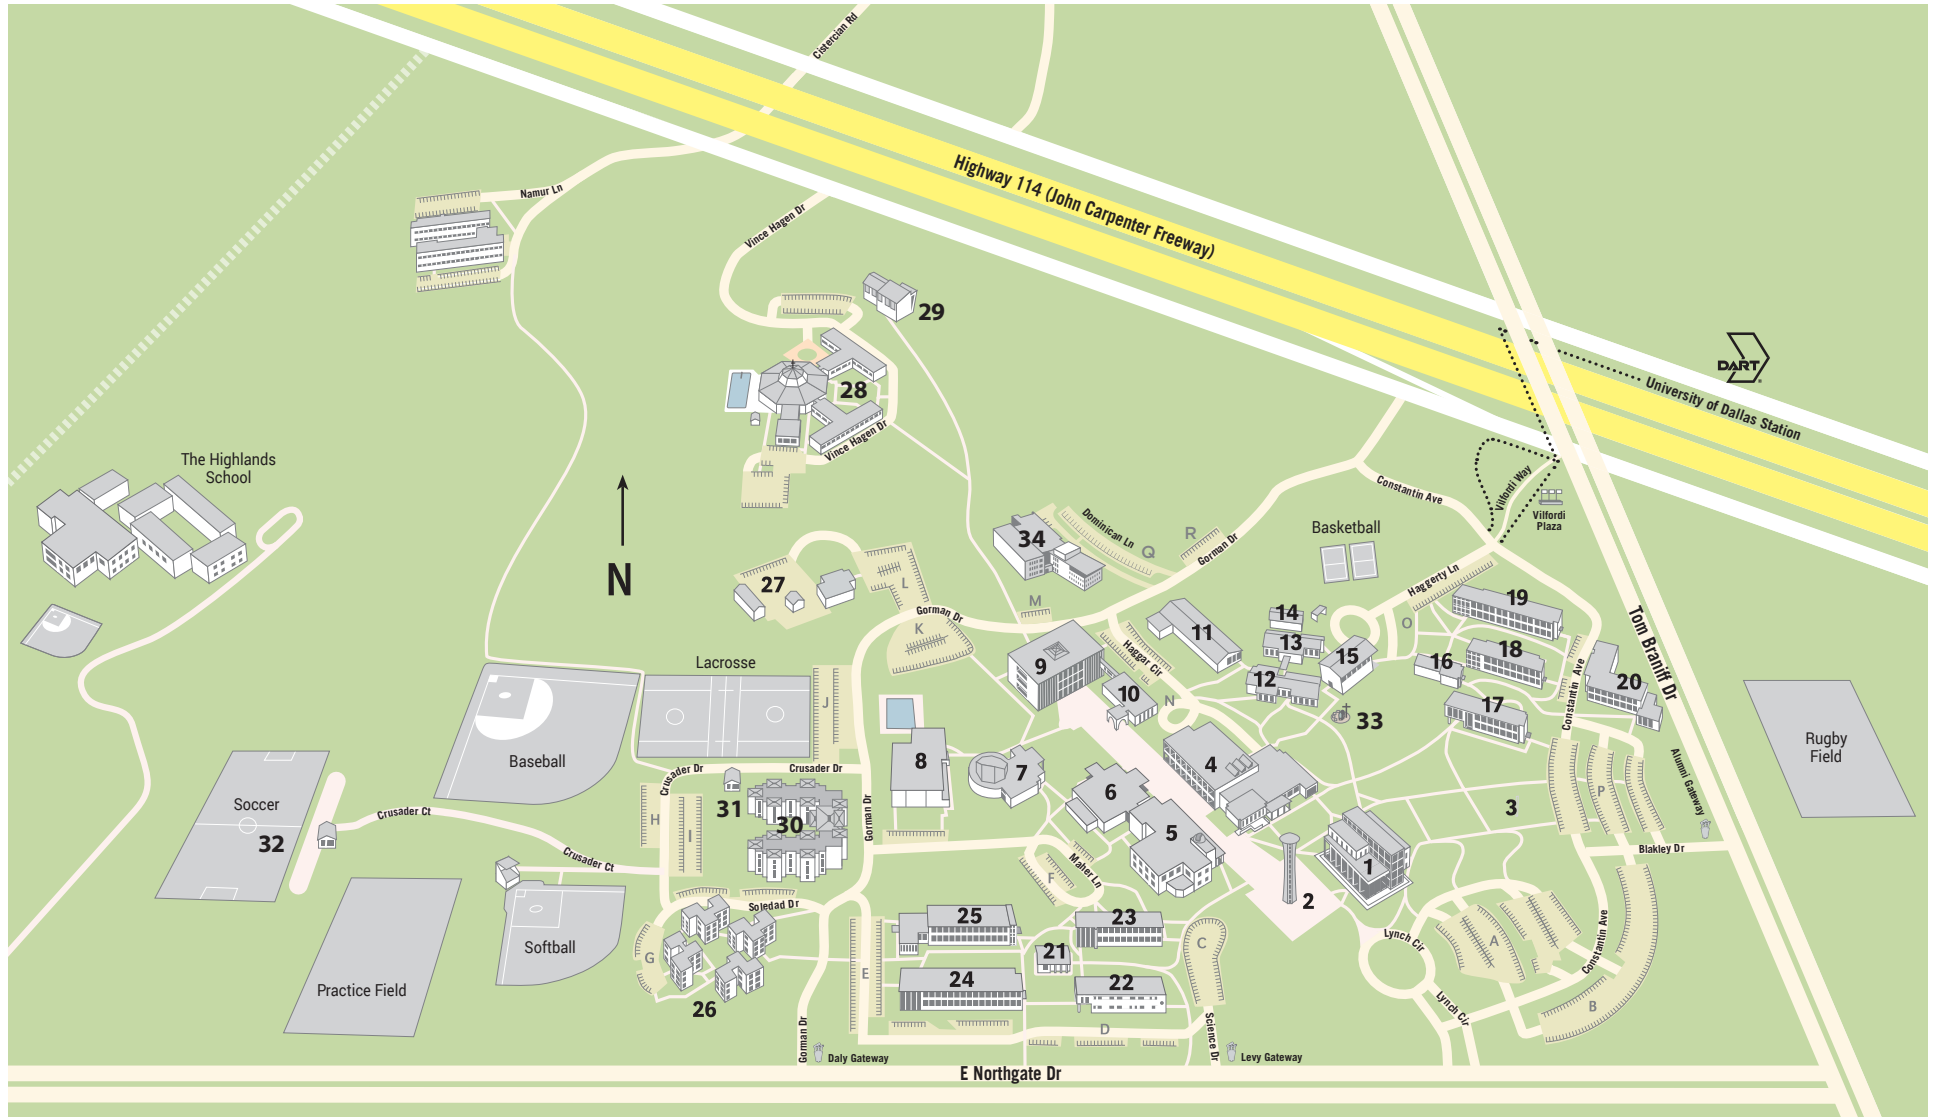 Cistercian Rd
Highway 114 (John Carpenter Freeway)
Namur Ln
Vince Hagen Dr
29
DART
University of Dallas Station
28
Vince Hagen Dr
The Highlands
School
N
Constantin Ave
Vilfordi Way
Vilfordi
Plaza
Basketball
34
Dominican Ln
Q
R
Gorman Dr
27
L
M
K
Gorman Dr
Haggerty Ln
19
O
14
11
13
15
16
18
20
12
Haggar Cir
9
10
N
33
17
Constantin Ave
Tom Braniff Dr
Lacrosse
J
Baseball
8
7
4
6
5
3
P
Alumni Gateway
Rugby
Field
Crusader Dr
Crusader Dr
31
30
H
I
Gorman Dr
Soccer
32
Crusader Ct
Crusader Ct
Maher Ln
F
1
2
Blakley Dr
Soledad Dr
25
23
C
Lynch Cir
A
Constantin Ave
Softball
G
E
21
24
22
Practice Field
26
D
B
Lynch Cir
Gorman Dr
Daly Gateway
Science Dr
Levy Gateway
E Northgate Dr